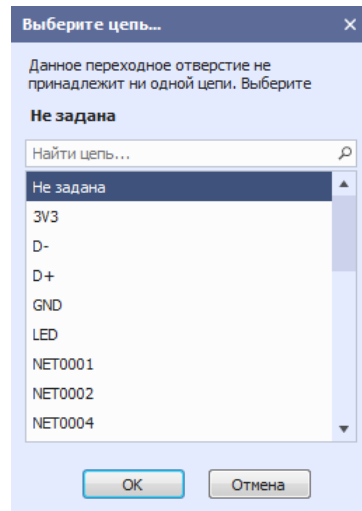 Выберите цепь...
Данное переходное отверстие не
принадлежит ни одной цепи. Выберите
Не задана
Найти цепь...
Не задана
3V3
D-
D+
GND
LED
NET0001
NET0002
NET0004
OK
Отмена